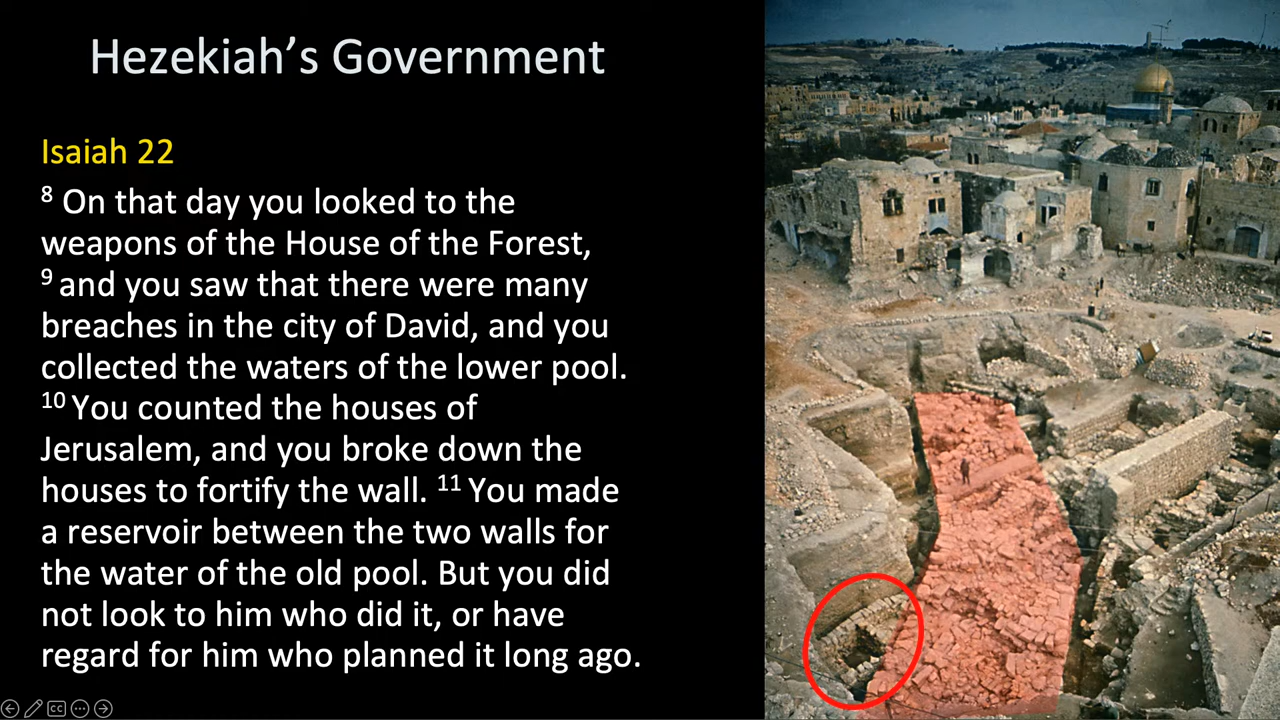 Hezekiah’s Government
Isaiah 22
8 On that day you looked to the
weapons of the House of the Forest,
9 and you saw that there were many
breaches in the city of David, and you
collected the waters of the lower pool.
10 You counted the houses of
Jerusalem, and you broke down the
houses to fortify the wall. 11 You made
a reservoir between the two walls for
the water of the old pool. But you did
not look to him who did it, or have
regard for him who planned it long ago.
CC